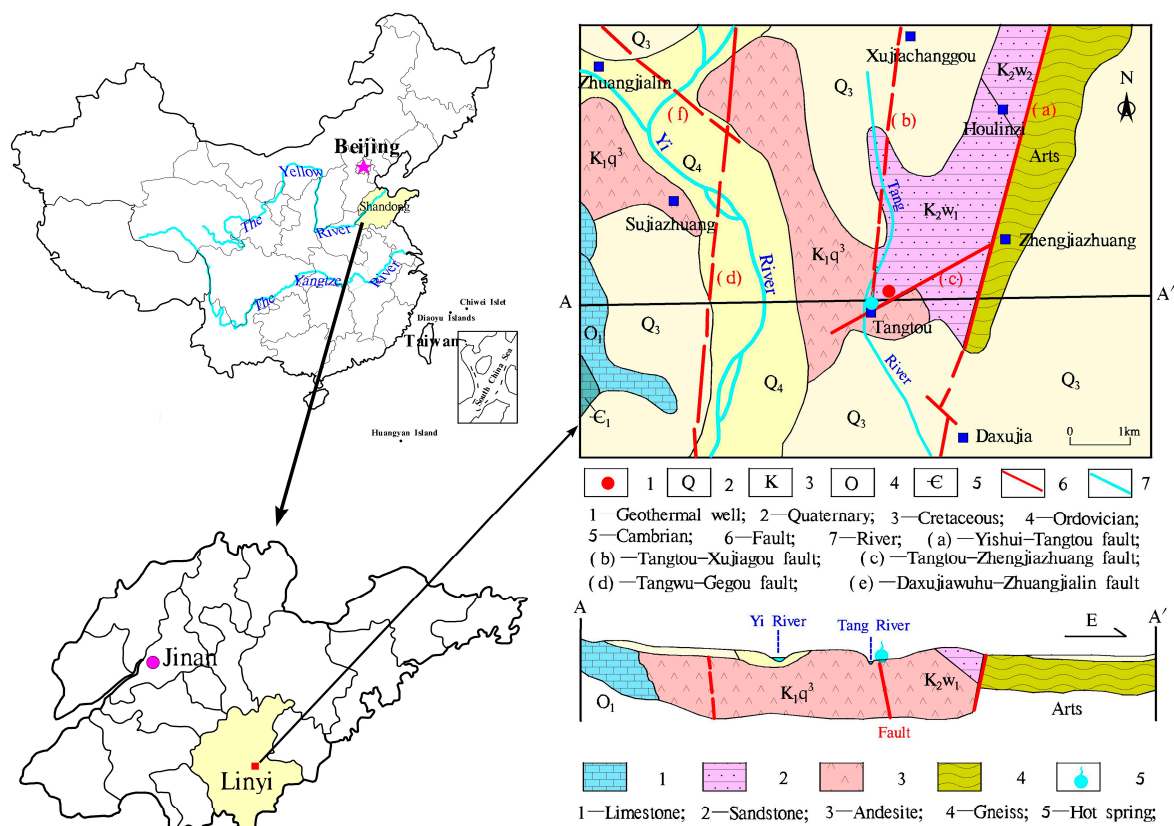 Beijing
Yellow
The
River
Shandong
The
Yangtze
River
Chiwei Islet
Diaoyu Islands
Taiwan
South China Sea
Huangyan Island
Jinan
Linyi
Q₃
Xujiachanggou
K₂w₂
N
Zhuangjialin
(f)
Q₃
(b)
Houlinzi
(a)
Yi
Q₄
Arts
K₁q³
Tang
Sujiazhuang
K₂w₁
Zhengjiazhuang
K₁q³
River
(d)
(c)
A
A′
O₁
Q₃
Tangtou
Q₄
River
Q₃
Є₁
Q₃
Daxujia
0 1km
1 Q 2 K 3 O 4 Є 5 6 7
1—Geothermal well; 2—Quaternary; 3—Cretaceous; 4—Ordovician;
5—Cambrian; 6—Fault; 7—River; (a)—Yishui-Tangtou fault;
(b)—Tangtou-Xujiagou fault; (c)—Tangtou-Zhengjiazhuang fault;
(d)—Tangwu-Gegou fault; (e)—Daxujiawuhu-Zhuangjialin fault
A
A′
Yi River
Tang River
E
O₁
K₁q³
K₂w₁
Arts
Fault
1 2 3 4 5
1—Limestone; 2—Sandstone; 3—Andesite; 4—Gneiss; 5—Hot spring;